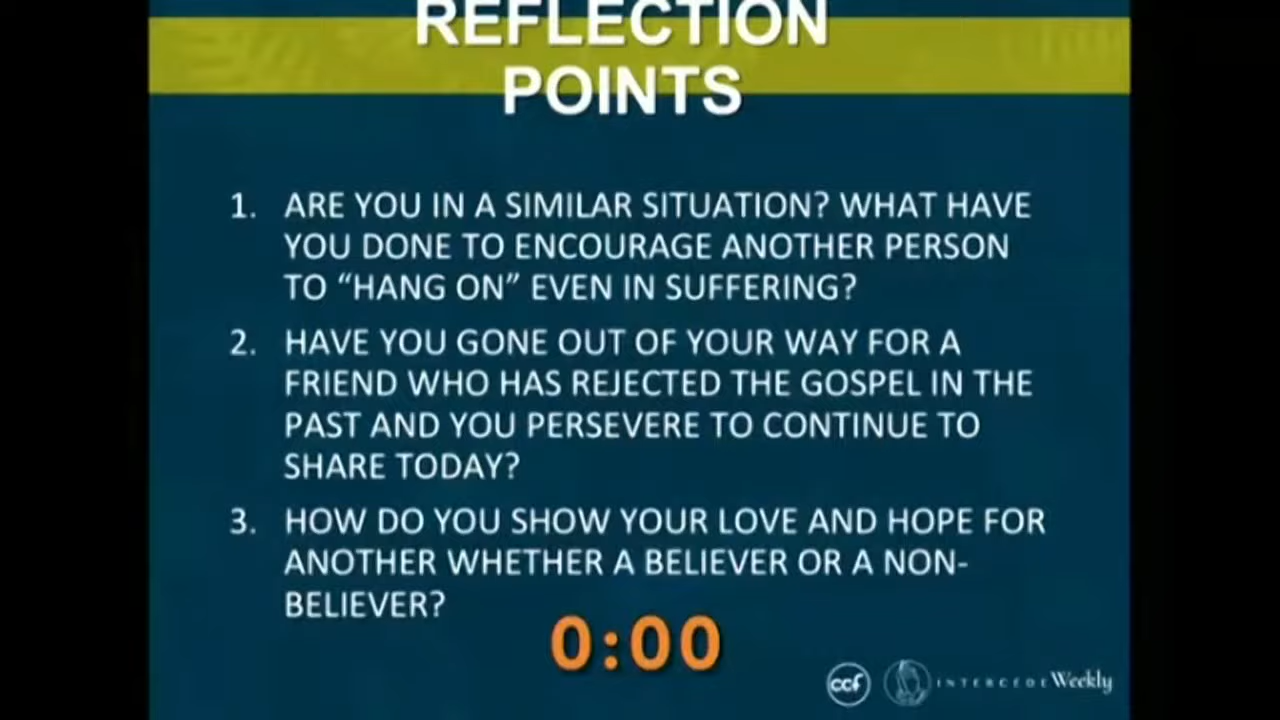 REFLECTION
POINTS
1. ARE YOU IN A SIMILAR SITUATION? WHAT HAVE
YOU DONE TO ENCOURAGE ANOTHER PERSON
TO “HANG ON” EVEN IN SUFFERING?
2. HAVE YOU GONE OUT OF YOUR WAY FOR A
FRIEND WHO HAS REJECTED THE GOSPEL IN THE
PAST AND YOU PERSEVERE TO CONTINUE TO
SHARE TODAY?
3. HOW DO YOU SHOW YOUR LOVE AND HOPE FOR
ANOTHER WHETHER A BELIEVER OR A NON-
BELIEVER?
0:00
ccf INTERCEDE Weekly